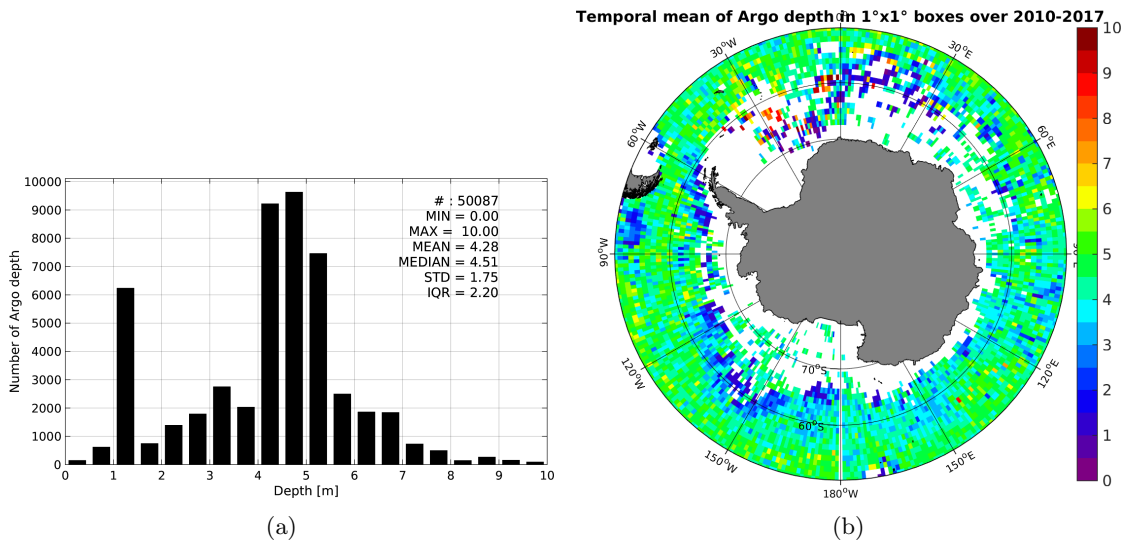 Temporal mean of Argo depth in 1°x1° boxes over 2010-2017
0°
30°W
30°E
60°W
60°E
90°W
120°W
120°E
150°W
150°E
180°W
70°S
60°S
10
9
8
7
6
5
4
3
2
1
0
10000
9000
8000
7000
6000
5000
4000
3000
2000
1000
0
Number of Argo depth
# : 50087
MIN = 0.00
MAX = 10.00
MEAN = 4.28
MEDIAN = 4.51
STD = 1.75
IQR = 2.20
0 1 2 3 4 5 6 7 8 9 10
Depth [m]
(a)
(b)